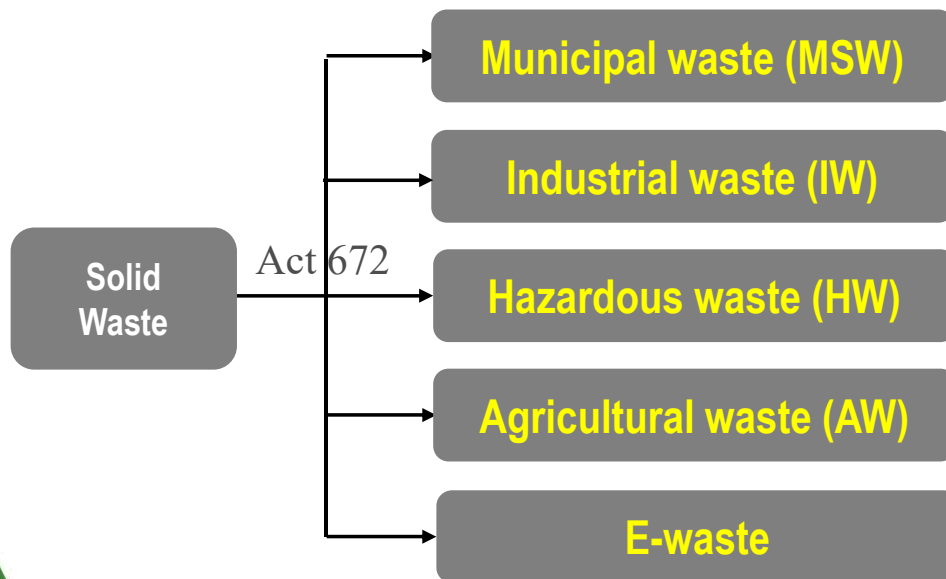 Municipal waste (MSW)
Industrial waste (IW)
Solid
Waste
Act 672
Hazardous waste (HW)
Agricultural waste (AW)
E-waste